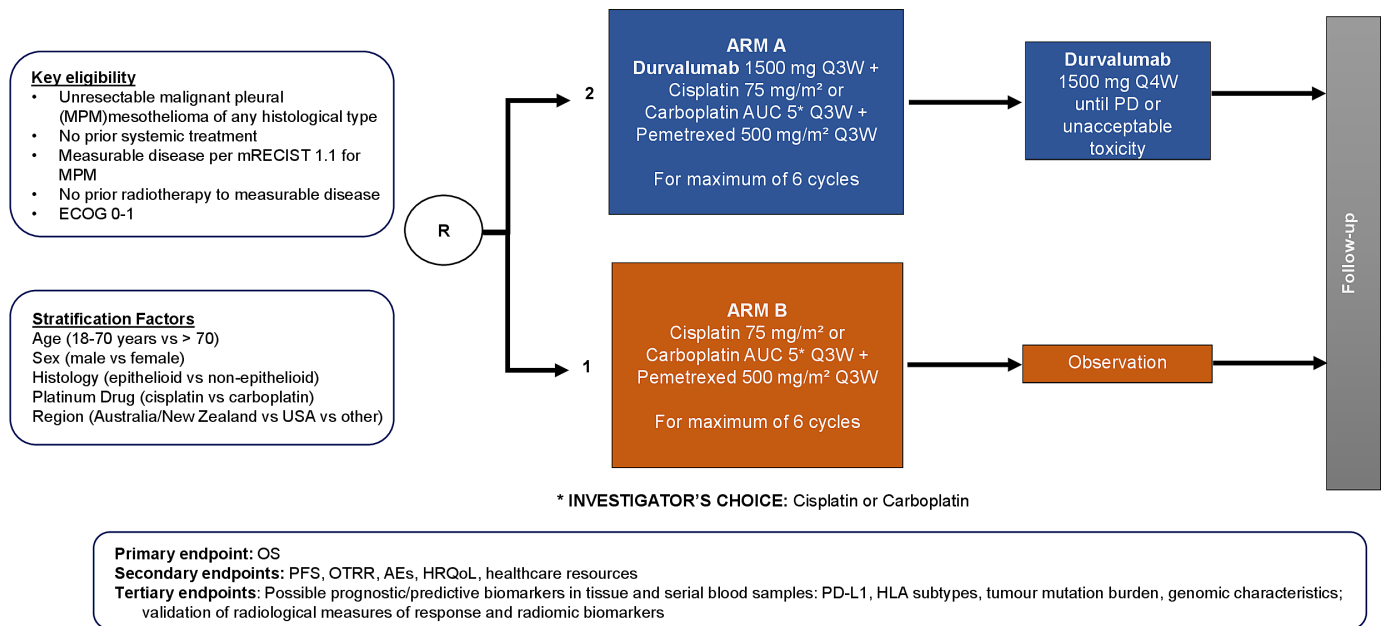 Key eligibility
• Unresectable malignant pleural
(MPM)mesothelioma of any histological type
• No prior systemic treatment
• Measurable disease per mRECIST 1.1 for
MPM
• No prior radiotherapy to measurable disease
• ECOG 0-1
Stratification Factors
Age (18-70 years vs > 70)
Sex (male vs female)
Histology (epithelioid vs non-epithelioid)
Platinum Drug (cisplatin vs carboplatin)
Region (Australia/New Zealand vs USA vs other)
R
2
1
ARM A
Durvalumab 1500 mg Q3W +
Cisplatin 75 mg/m² or
Carboplatin AUC 5* Q3W +
Pemetrexed 500 mg/m² Q3W
For maximum of 6 cycles
Durvalumab
1500 mg Q4W
until PD or
unacceptable
toxicity
ARM B
Cisplatin 75 mg/m² or
Carboplatin AUC 5* Q3W +
Pemetrexed 500 mg/m² Q3W
For maximum of 6 cycles
Observation
Follow-up
* INVESTIGATOR'S CHOICE: Cisplatin or Carboplatin
Primary endpoint: OS
Secondary endpoints: PFS, OTRR, AEs, HRQoL, healthcare resources
Tertiary endpoints: Possible prognostic/predictive biomarkers in tissue and serial blood samples: PD-L1, HLA subtypes, tumour mutation burden, genomic characteristics;
validation of radiological measures of response and radiomic biomarkers